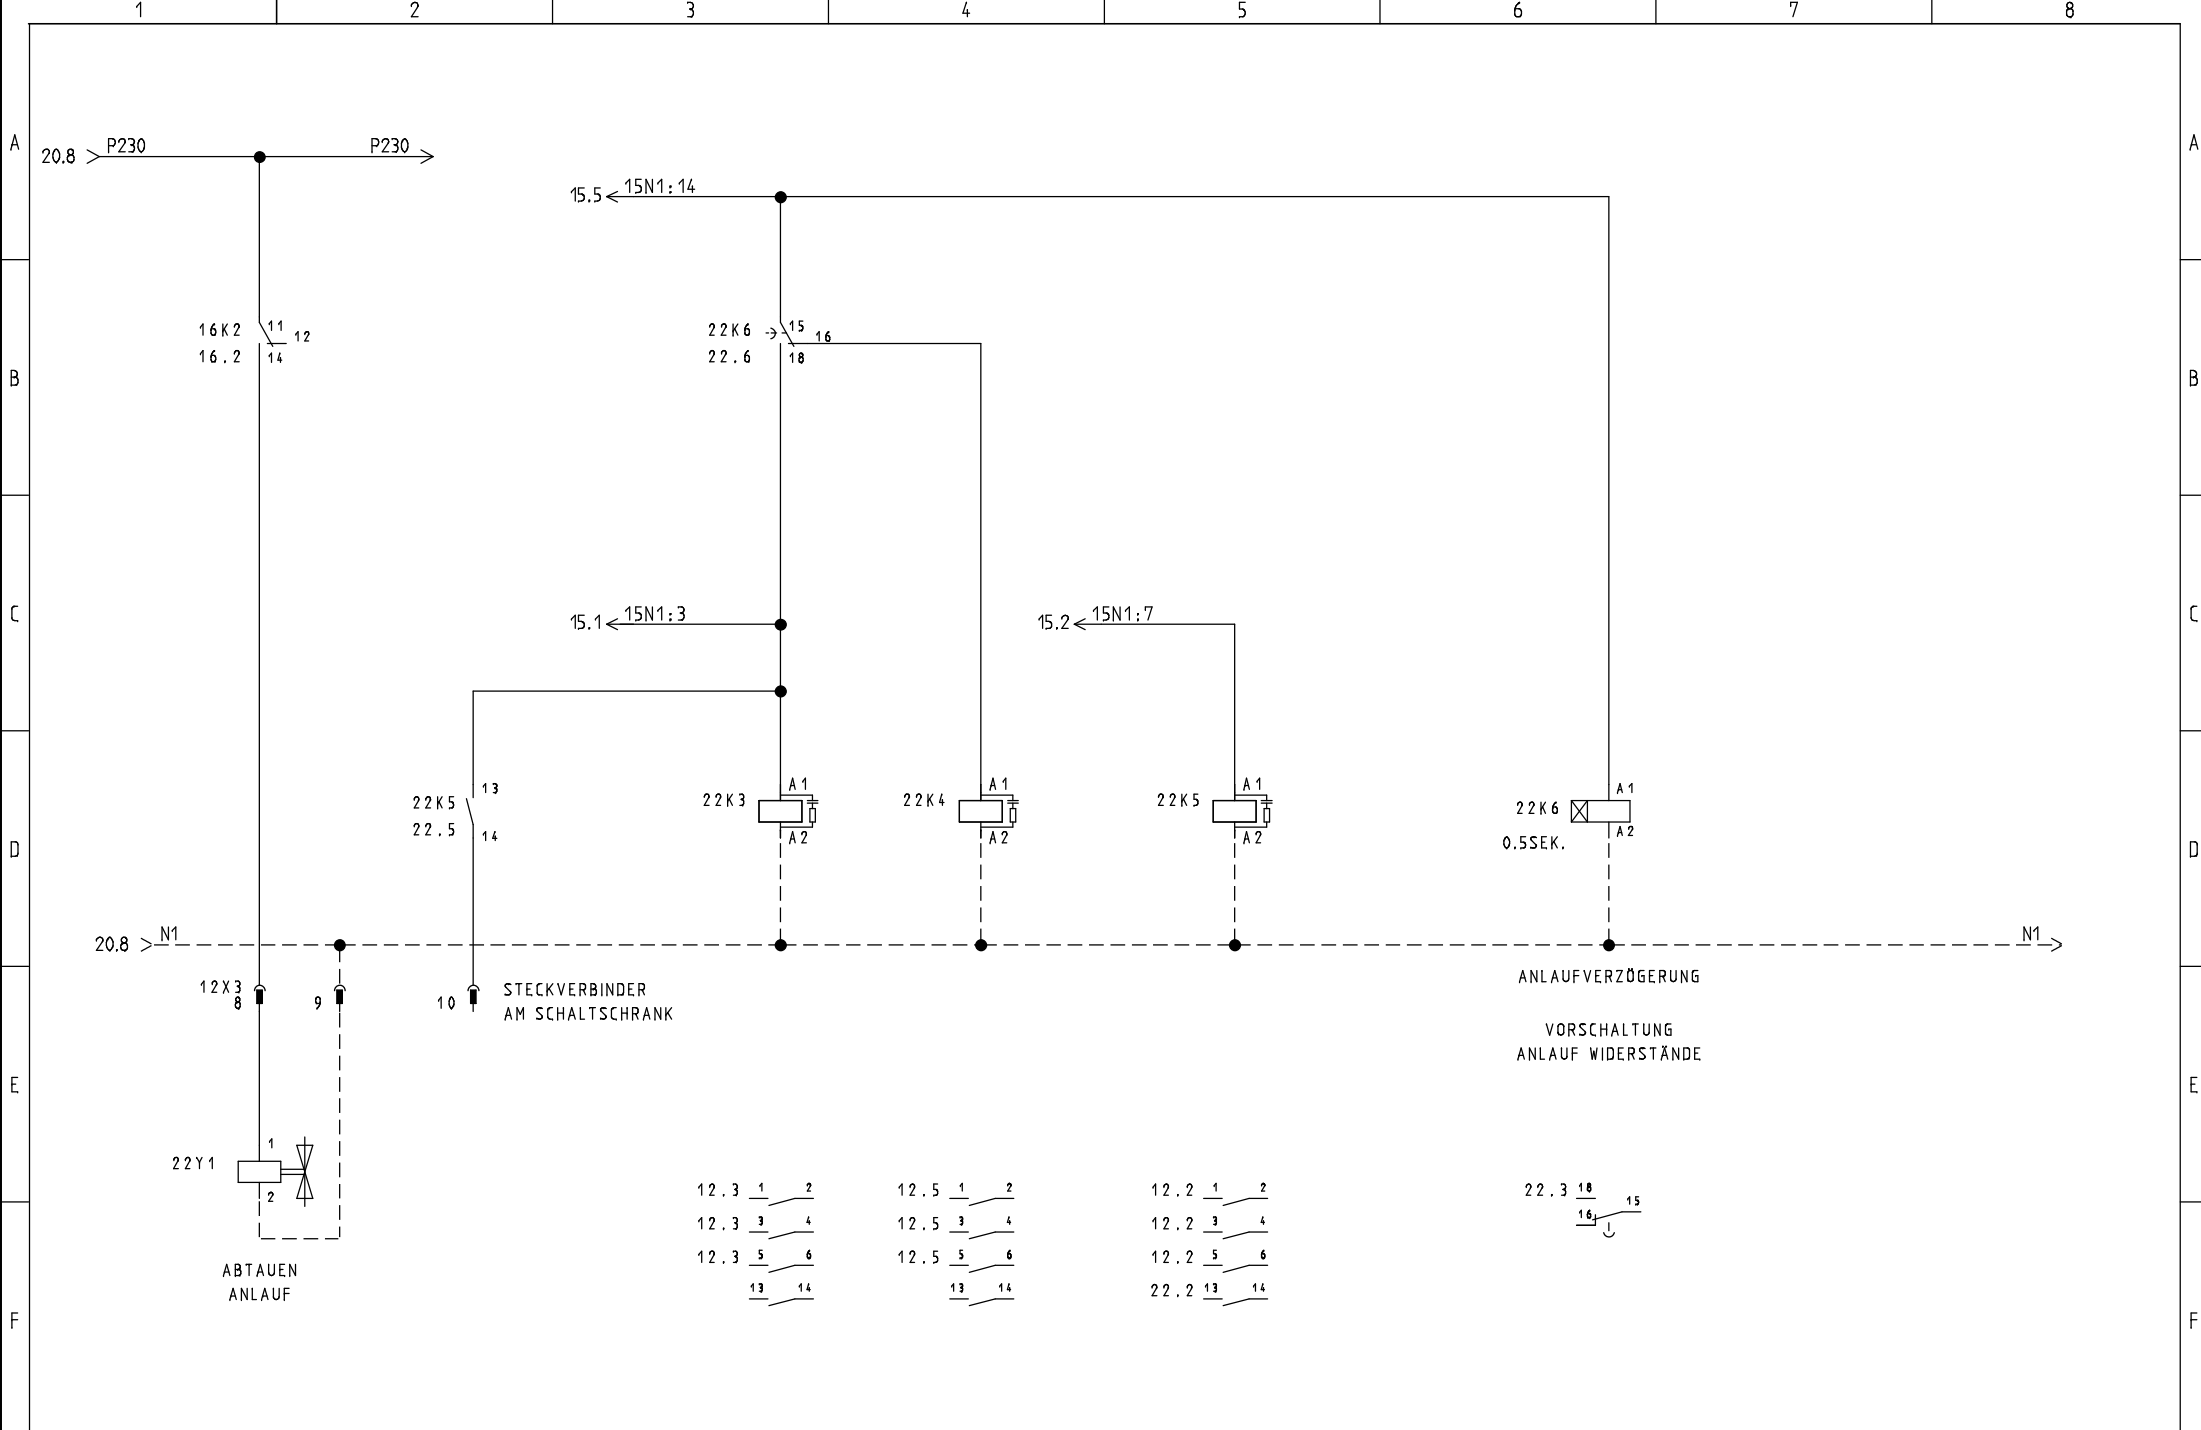 1 2 3 4 5 6 7 8
A A
20.8 P230 P230
15.5 15N1:14
B B
16K2 11 12
16.2 14
22K6 15 16
22.6 18
C C
15.1 15N1:3
15.2 15N1:7
D D
22K5 13
22.5 14
22K3 A1
A2
22K4 A1
A2
22K5 A1
A2
22K6 A1
A2
0.5SEK.
20.8 N1 N1
12X3
8 9 10
STECKVERBINDER
AM SCHALTSCHRANK
ANLAUFVERZÖGERUNG
VORSCHALTUNG
ANLAUF WIDERSTÄNDE
E E
22Y1 1
2
ABTAUEN
ANLAUF
12.3 1 2
12.3 3 4
12.3 5 6
13 14
12.5 1 2
12.5 3 4
12.5 5 6
13 14
12.2 1 2
12.2 3 4
12.2 5 6
22.2 13 14
22.3 18
16 15
F F